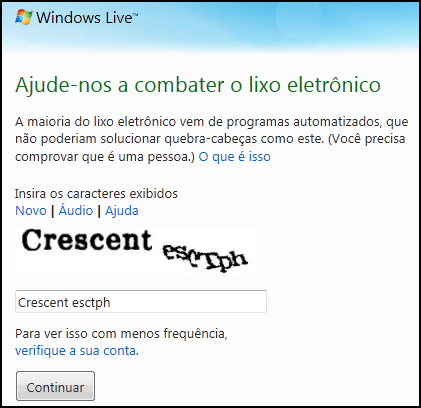 Windows Live™
Ajude-nos a combater o lixo eletrônico
A maioria do lixo eletrônico vem de programas automatizados, que
não poderiam solucionar quebra-cabeças como este. (Você precisa
comprovar que é uma pessoa.) O que é isso
Insira os caracteres exibidos
Novo | Áudio | Ajuda
Crescent escTph
Crescent esctph
Para ver isso com menos frequência,
verifique a sua conta.
Continuar